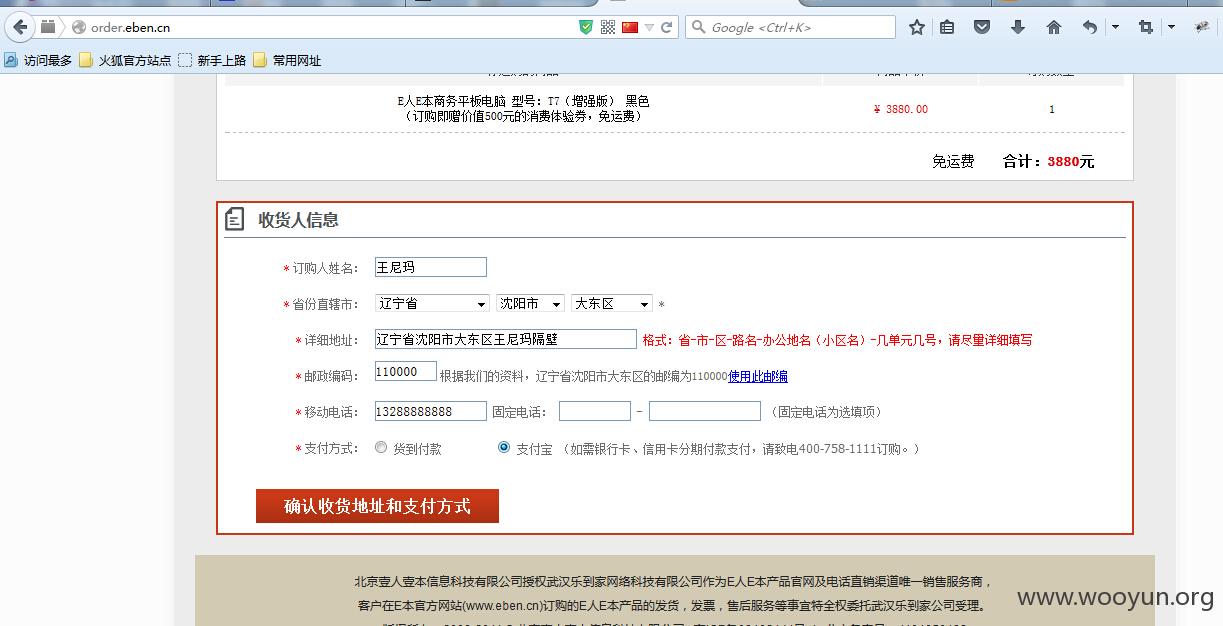 order.eben.cn
Google <Ctrl+K>
访问最多 火狐官方站点 新手上路 常用网址
E人E本商务平板电脑 型号：T7（增强版） 黑色
（订购即赠价值500元的消费体验券，免运费）
¥ 3880.00
1
免运费 合计：3880元
收货人信息
*订购人姓名： 王尼玛
*省份直辖市： 辽宁省 沈阳市 大东区 *
*详细地址： 辽宁省沈阳市大东区王尼玛隔壁 格式：省-市-区-路名-办公地名（小区名）-几单元几号，请尽量详细填写
*邮政编码： 110000 根据我们的资料，辽宁省沈阳市大东区的邮编为110000使用此邮编
*移动电话： 13288888888 固定电话： - （固定电话为选填项）
*支付方式： 货到付款 支付宝 （如需银行卡、信用卡分期付款支付，请致电400-758-1111订购。）
确认收货地址和支付方式
北京壹人壹本信息科技有限公司授权武汉乐到家网络科技有限公司作为E人E本产品官网及电话直销渠道唯一销售服务商，
客户在E本官方网站(www.eben.cn)订购的E人E本产品的发货，发票，售后服务等事宜特全权委托武汉乐到家公司受理。
www.wooyun.org